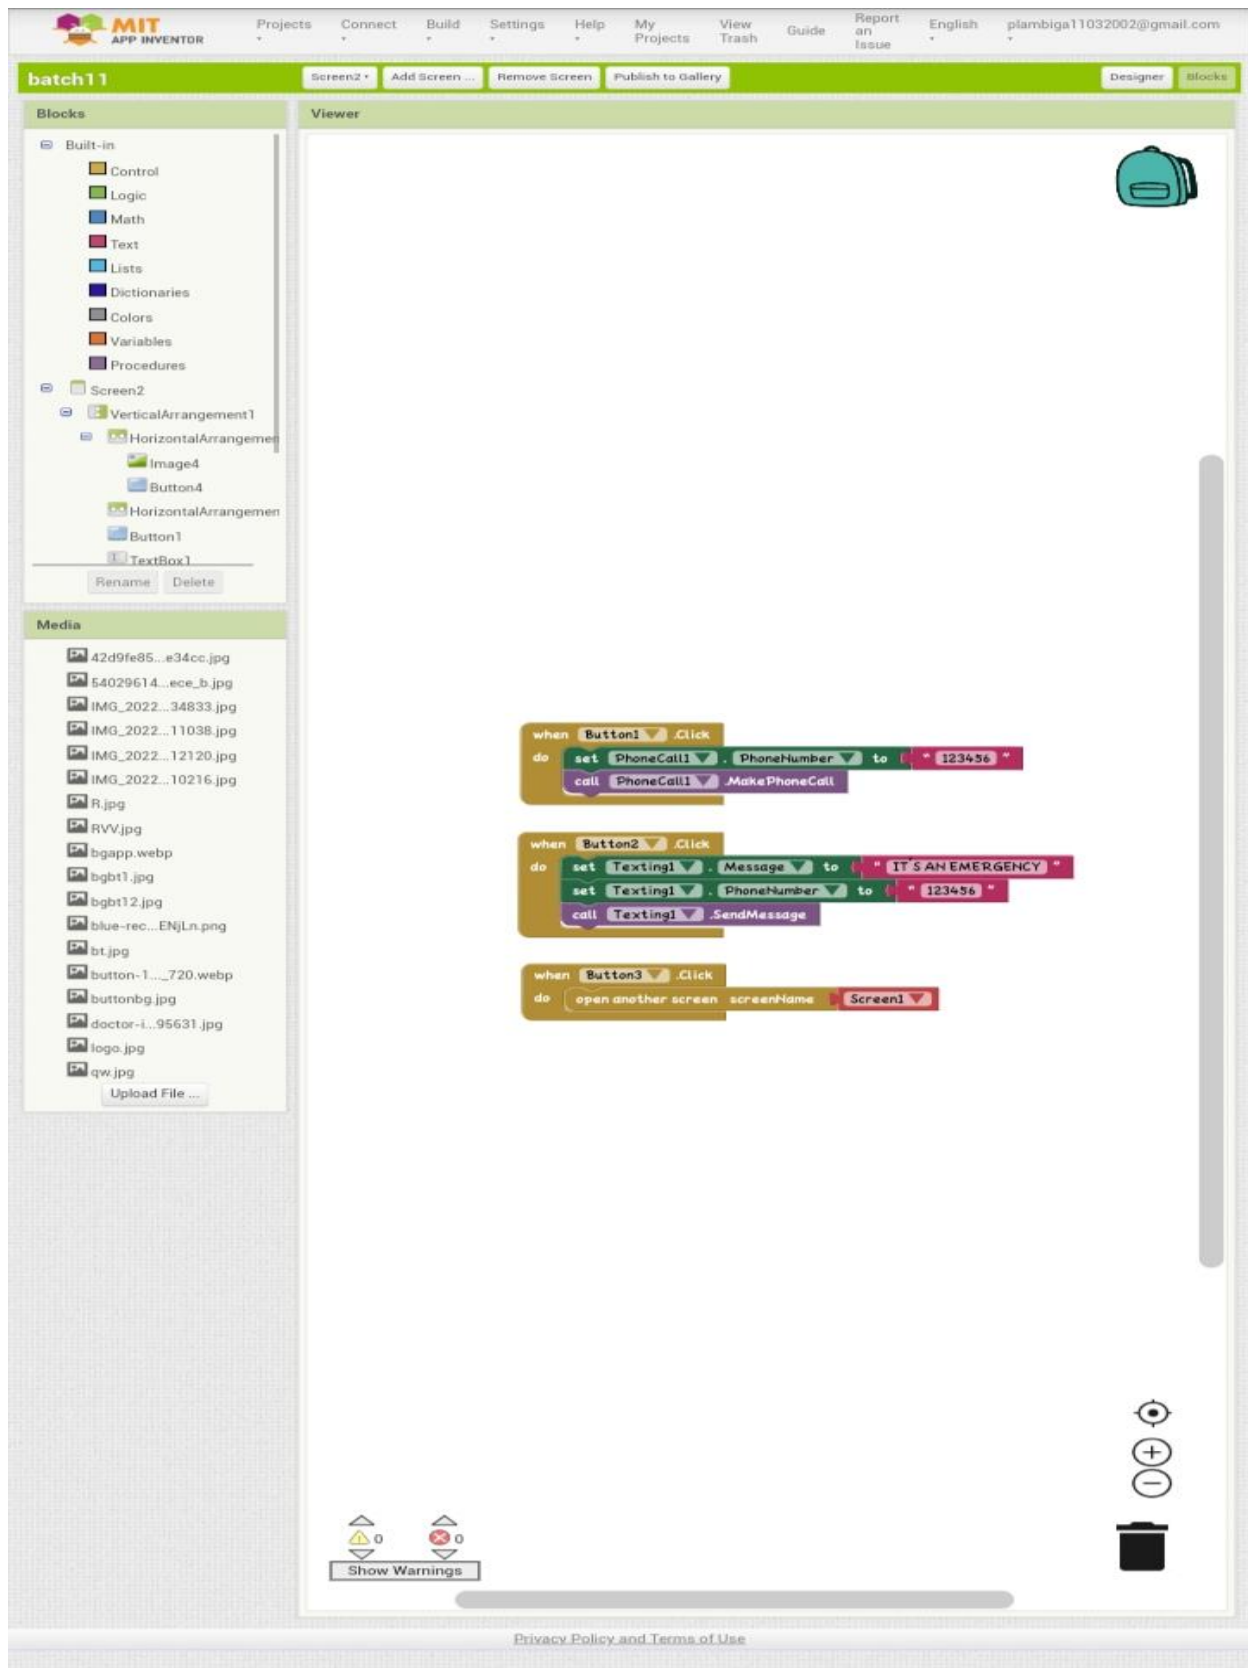 MIT
APP INVENTOR
Projects
Connect
Build
Settings
Help
My Projects
View Trash
Guide
Report an Issue
English
plambiga11032002@gmail.com
batch11
Screen2
Add Screen ...
Remove Screen
Publish to Gallery
Designer
Blocks
Blocks
Viewer
Built-in
Control
Logic
Math
Text
Lists
Dictionaries
Colors
Variables
Procedures
Screen2
VerticalArrangement1
HorizontalArrangemen
Image4
Button4
HorizontalArrangemen
Button1
TextBox1
Rename Delete
Media
42d9fe85...e34cc.jpg
54029614...ece_b.jpg
IMG_2022...34833.jpg
IMG_2022...11038.jpg
IMG_2022...12120.jpg
IMG_2022...10216.jpg
R.jpg
RVV.jpg
bgapp.webp
bgbt1.jpg
bgbt12.jpg
blue-rec...ENjLn.png
bt.jpg
button-1..._720.webp
buttonbg.jpg
doctor-i...95631.jpg
logo.jpg
qw.jpg
Upload File ...
when Button1 .Click
do set PhoneCall1 . PhoneNumber to " 123456 "
call PhoneCall1 .MakePhoneCall
when Button2 .Click
do set Texting1 . Message to " IT'S AN EMERGENCY "
set Texting1 . PhoneNumber to " 123456 "
call Texting1 .SendMessage
when Button3 .Click
do open another screen screenName Screen1
0 0
Show Warnings
Privacy Policy and Terms of Use